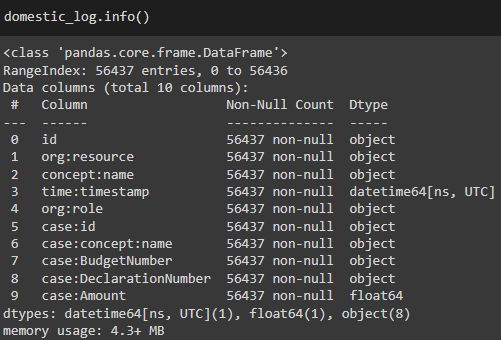 domestic_log.info()
<class 'pandas.core.frame.DataFrame'>
RangeIndex: 56437 entries, 0 to 56436
Data columns (total 10 columns):
 #   Column                  Non-Null Count  Dtype
---  ------                  --------------  -----
 0   id                      56437 non-null  object
 1   org:resource            56437 non-null  object
 2   concept:name            56437 non-null  object
 3   time:timestamp          56437 non-null  datetime64[ns, UTC]
 4   org:role                56437 non-null  object
 5   case:id                 56437 non-null  object
 6   case:concept:name       56437 non-null  object
 7   case:BudgetNumber       56437 non-null  object
 8   case:DeclarationNumber  56437 non-null  object
 9   case:Amount             56437 non-null  float64
dtypes: datetime64[ns, UTC](1), float64(1), object(8)
memory usage: 4.3+ MB